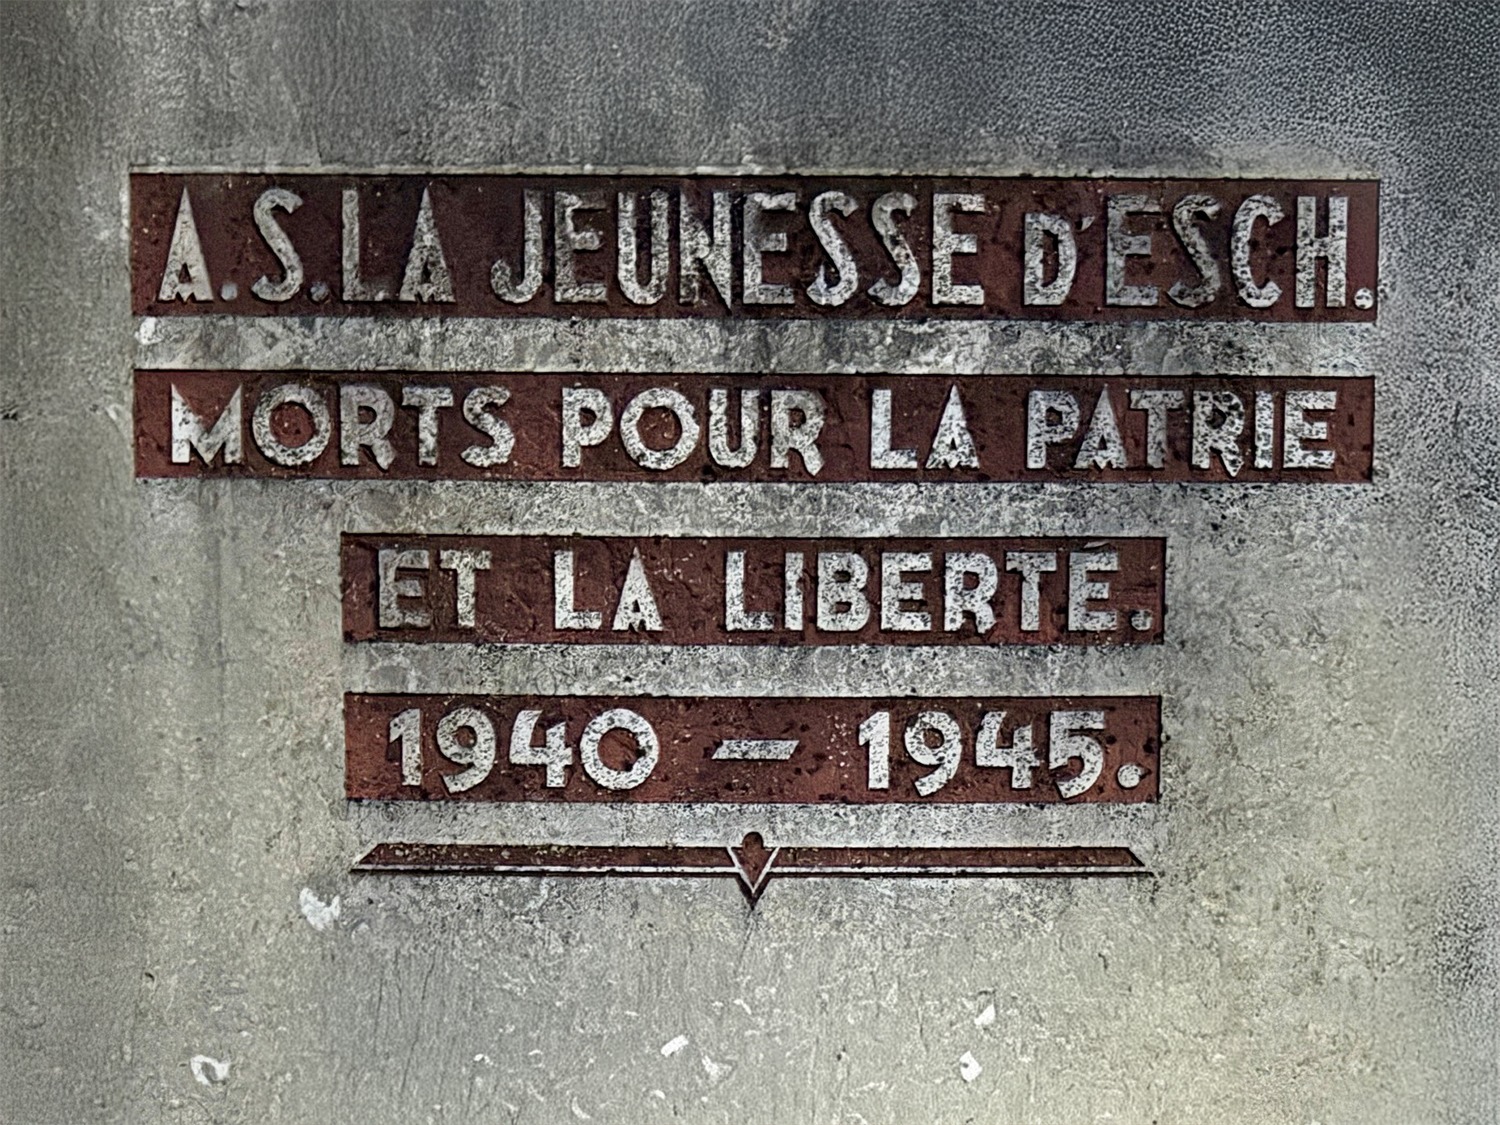 A.S.LA JEUNESSE D'ESCH.
MORTS POUR LA PATRIE
ET LA LIBERTÉ.
1940 — 1945.